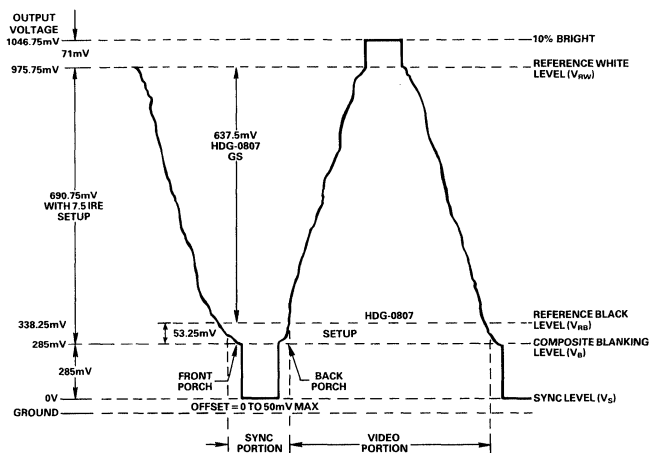 OUTPUT
VOLTAGE
1046.75mV
71mV
10% BRIGHT
975.75mV
REFERENCE WHITE
LEVEL (VRW)
637.5mV
HDG-0807
GS
690.75mV
WITH 7.5 IRE
SETUP
HDG-0807
REFERENCE BLACK
LEVEL (VRB)
338.25mV
53.25mV
SETUP
285mV
COMPOSITE BLANKING
LEVEL (VB)
285mV
FRONT
PORCH
BACK
PORCH
0V
SYNC LEVEL (VS)
OFFSET = 0 TO 50mV MAX
GROUND
SYNC
PORTION
VIDEO
PORTION